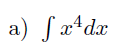 a) ∫ x⁴dx